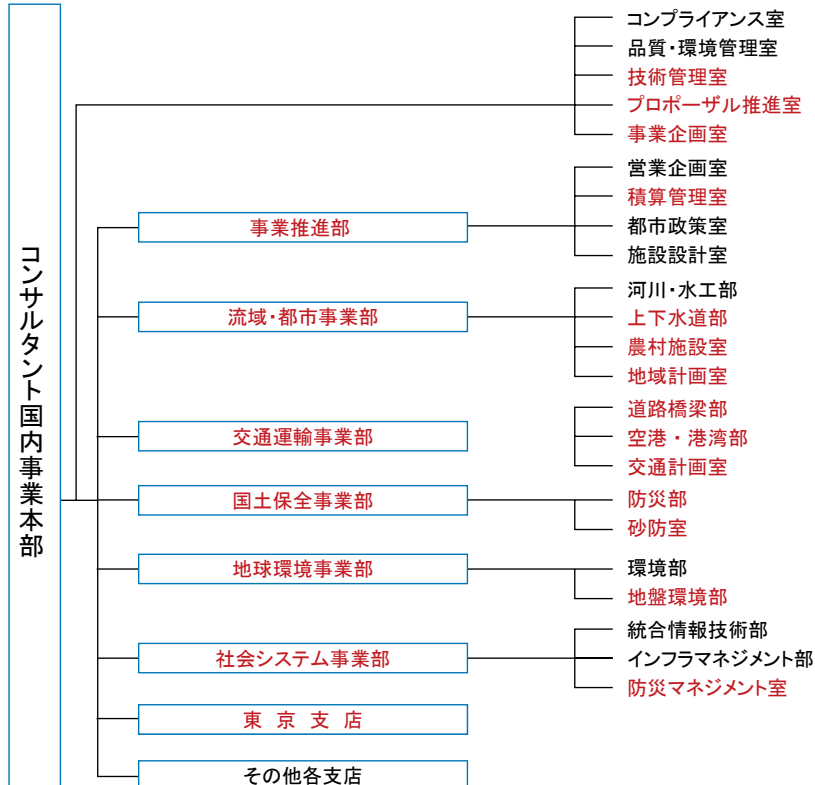 コンサルタント国内事業本部
コンプライアンス室
品質・環境管理室
技術管理室
プロポーザル推進室
事業企画室
事業推進部
営業企画室
積算管理室
都市政策室
施設設計室
流域・都市事業部
河川・水工部
上下水道部
農村施設室
地域計画室
交通運輸事業部
道路橋梁部
空港・港湾部
交通計画室
国土保全事業部
防災部
砂防室
地球環境事業部
環境部
地盤環境部
社会システム事業部
統合情報技術部
インフラマネジメント部
防災マネジメント室
東 京 支 店
その他各支店